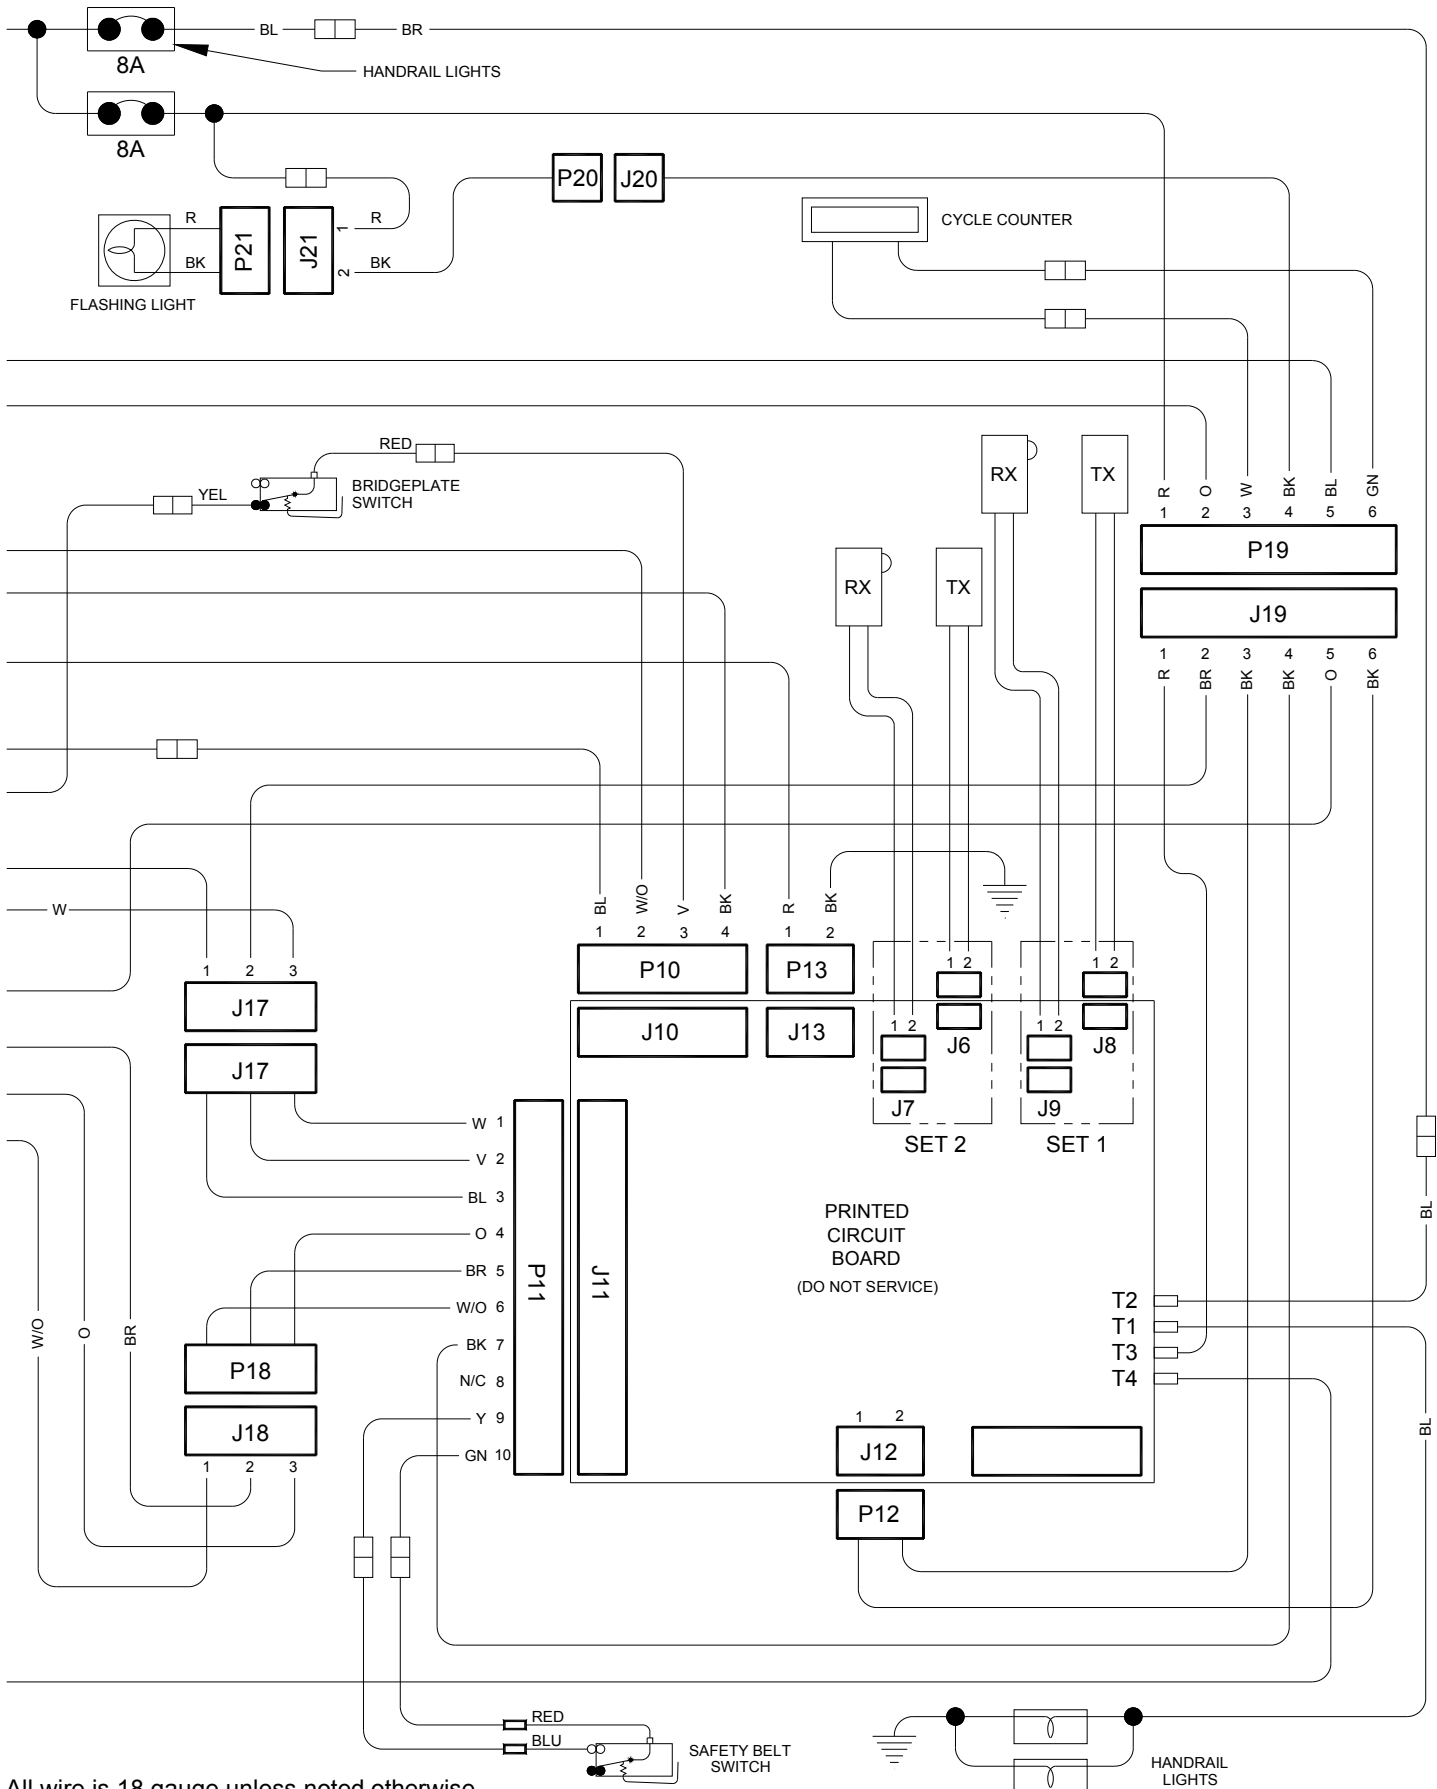 BL BR
8A
HANDRAIL LIGHTS
8A
P20 J20
R P21 J21 1 R
BK 2 BK
FLASHING LIGHT
CYCLE COUNTER
RED
YEL
BRIDGEPLATE
SWITCH
RX TX
RX TX
R O W BK BL GN
1 2 3 4 5 6
P19
J19
1 2 3 4 5 6
R BR BK BK O BK
W
BL W/O V BK R BK
1 2 3 4 1 2
P10 P13
J10 J13
1 2 3
J17
J17
1 2 1 2
1 2 1 2
J6 J8
J7 J9
SET 2 SET 1
W 1
V 2
BL 3
O 4
BR 5
W/O 6
BK 7
N/C 8
Y 9
GN 10
P11 J11
PRINTED
CIRCUIT
BOARD
(DO NOT SERVICE)
BL
T2
T1
T3
T4
BL
W/O O BR
P18
J18
1 2 3
1 2
J12
P12
RED
BLU
SAFETY BELT
SWITCH
HANDRAIL
LIGHTS
All wire is 18 gauge unless noted otherwise